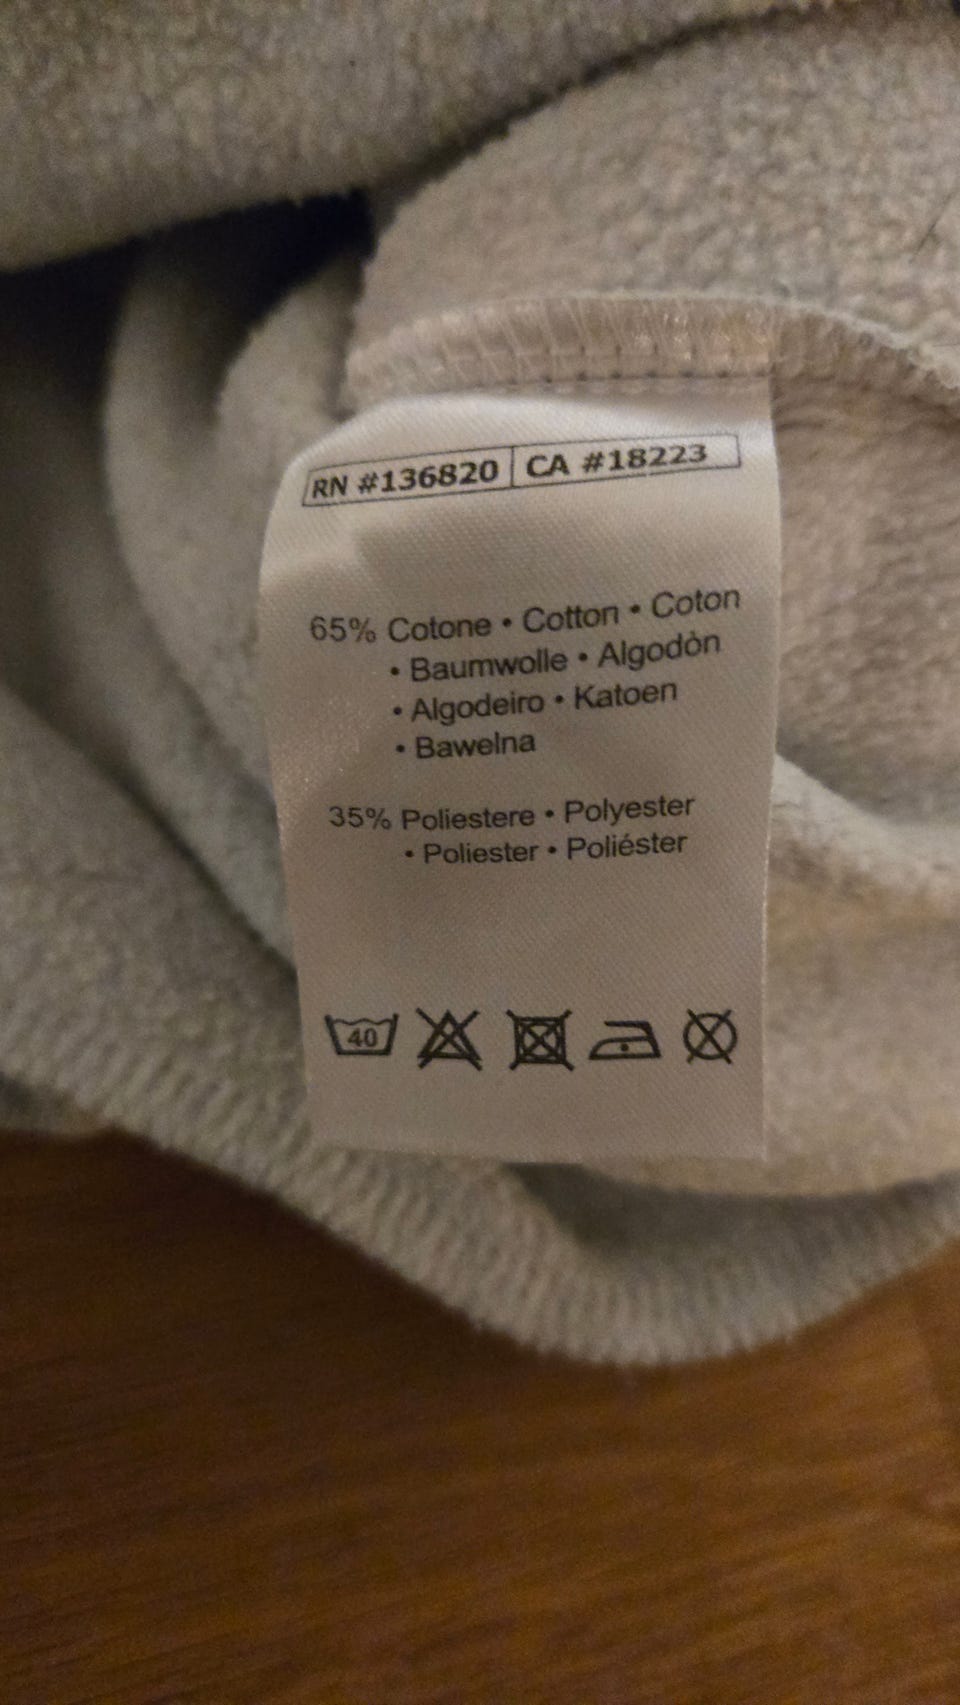 RN #136820 CA #18223
65% Cotone • Cotton • Coton
• Baumwolle • Algodòn
• Algodeiro • Katoen
• Bawelna
35% Poliestere • Polyester
• Poliester • Poliéster
40